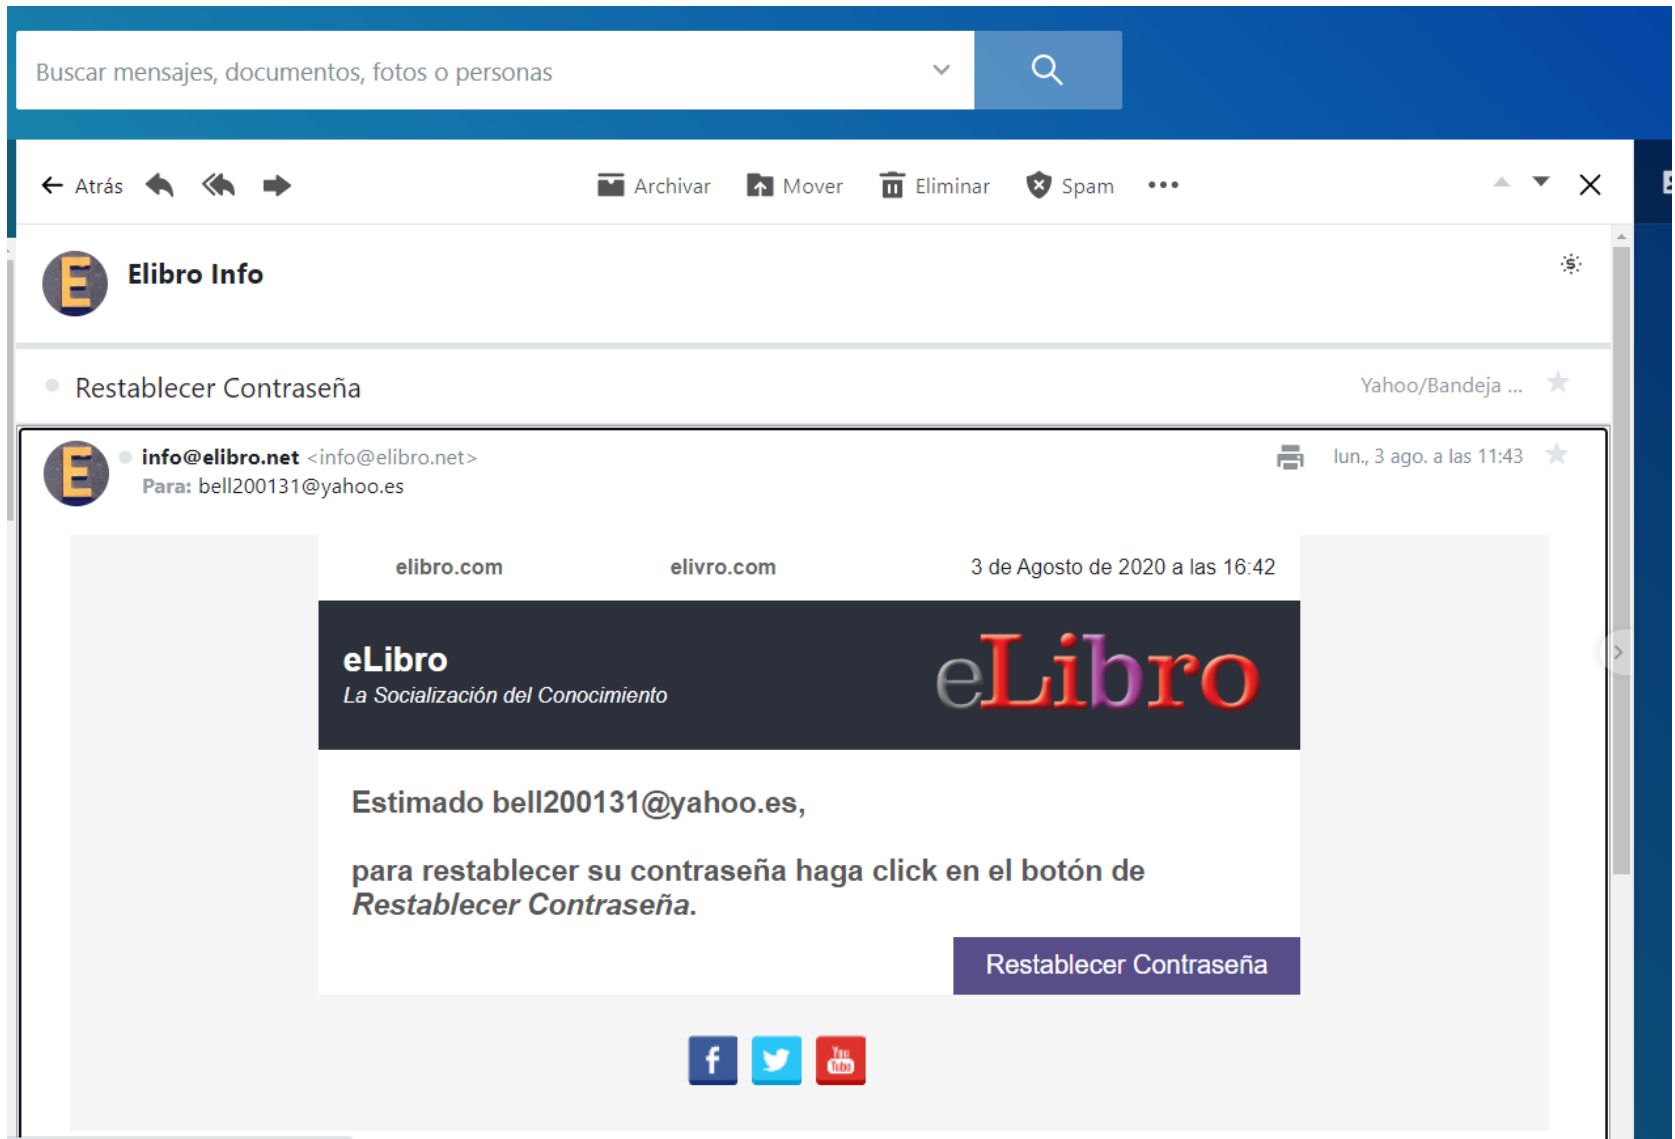 Buscar mensajes, documentos, fotos o personas
Atrás Archivar Mover Eliminar Spam
E Elibro Info
Restablecer Contraseña Yahoo/Bandeja ...
E info@elibro.net <info@elibro.net> lun., 3 ago. a las 11:43
Para: bell200131@yahoo.es
elibro.com elivro.com 3 de Agosto de 2020 a las 16:42
eLibro eLibro
La Socialización del Conocimiento
Estimado bell200131@yahoo.es,
para restablecer su contraseña haga click en el botón de
Restablecer Contraseña.
Restablecer Contraseña
f You Tube